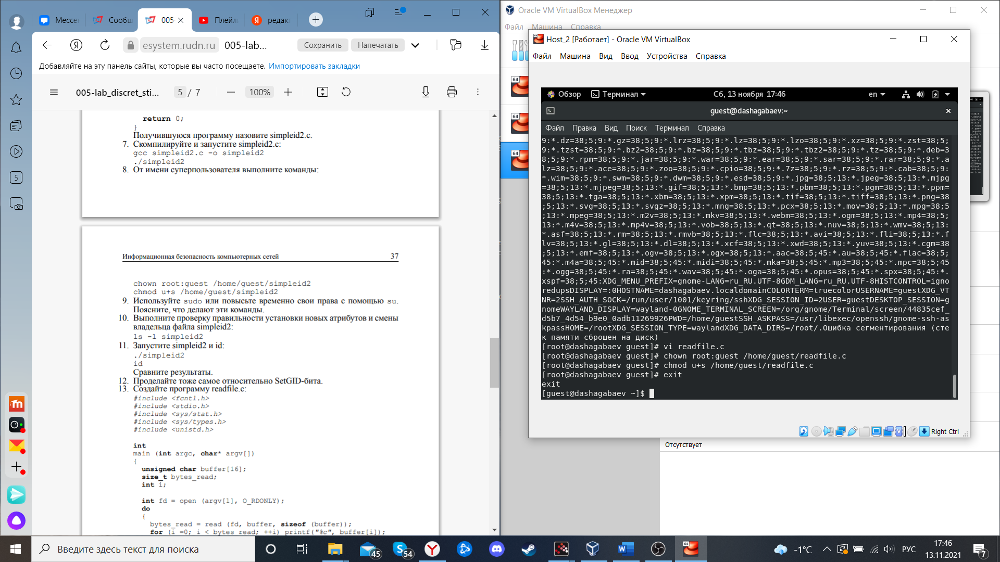 Мессе
Сообщ
005
Плейл
редакт
esystem.rudn.ru
005-lab...
Сохранить
Напечатать
Добавляйте на эту панель сайты, которые вы часто посещаете. Импортировать закладки
005-lab_discret_sti...
5 / 7
100%
return 0;
}
Получившуюся программу назовите simpleid2.c.
7. Скомпилируйте и запустите simpleid2.c:
gcc simpleid2.c -o simpleid2
./simpleid2
8. От имени суперпользователя выполните команды:
Информационная безопасность компьютерных сетей 37
chown root:guest /home/guest/simpleid2
chmod u+s /home/guest/simpleid2
9. Используйте sudo или повысьте временно свои права с помощью su.
Поясните, что делают эти команды.
10. Выполните проверку правильности установки новых атрибутов и смены
владельца файла simpleid2:
ls -l simpleid2
11. Запустите simpleid2 и id:
./simpleid2
id
Сравните результаты.
12. Проделайте тоже самое относительно SetGID-бита.
13. Создайте программу readfile.c:
#include <fcntl.h>
#include <stdio.h>
#include <sys/stat.h>
#include <sys/types.h>
#include <unistd.h>
int
main (int argc, char* argv[])
{
unsigned char buffer[16];
size_t bytes_read;
int i;
int fd = open (argv[1], O_RDONLY);
do
{
bytes_read = read (fd, buffer, sizeof (buffer));
for (i =0; i < bytes_read; ++i) printf("%c", buffer[i]);
Oracle VM VirtualBox Менеджер
Файл Машина Справка
Host_2 [Работает] - Oracle VM VirtualBox
Файл Машина Вид Ввод Устройства Справка
Обзор Терминал Сб, 13 ноября 17:46 en
guest@dashagabaev:~
Файл Правка Вид Поиск Терминал Справка
9:*.dz=38;5;9:*.gz=38;5;9:*.lrz=38;5;9:*.lz=38;5;9:*.lzo=38;5;9:*.xz=38;5;9:*.zst=38;5;
9:*.tzst=38;5;9:*.bz2=38;5;9:*.bz=38;5;9:*.tbz=38;5;9:*.tbz2=38;5;9:*.tz=38;5;9:*.deb=3
8;5;9:*.rpm=38;5;9:*.jar=38;5;9:*.war=38;5;9:*.ear=38;5;9:*.sar=38;5;9:*.rar=38;5;9:*.a
lz=38;5;9:*.ace=38;5;9:*.zoo=38;5;9:*.cpio=38;5;9:*.7z=38;5;9:*.rz=38;5;9:*.cab=38;5;9:
*.wim=38;5;9:*.swm=38;5;9:*.dwm=38;5;9:*.esd=38;5;9:*.jpg=38;5;13:*.jpeg=38;5;13:*.mjpg
=38;5;13:*.mjpeg=38;5;13:*.gif=38;5;13:*.bmp=38;5;13:*.pbm=38;5;13:*.pgm=38;5;13:*.ppm=
38;5;13:*.tga=38;5;13:*.xbm=38;5;13:*.xpm=38;5;13:*.tif=38;5;13:*.tiff=38;5;13:*.png=38
;5;13:*.svg=38;5;13:*.svgz=38;5;13:*.mng=38;5;13:*.pcx=38;5;13:*.mov=38;5;13:*.mpg=38;5
;13:*.mpeg=38;5;13:*.m2v=38;5;13:*.mkv=38;5;13:*.webm=38;5;13:*.ogm=38;5;13:*.mp4=38;5;
13:*.m4v=38;5;13:*.mp4v=38;5;13:*.vob=38;5;13:*.qt=38;5;13:*.nuv=38;5;13:*.wmv=38;5;13:
*.asf=38;5;13:*.rm=38;5;13:*.rmvb=38;5;13:*.flc=38;5;13:*.avi=38;5;13:*.fli=38;5;13:*.f
lv=38;5;13:*.gl=38;5;13:*.dl=38;5;13:*.xcf=38;5;13:*.xwd=38;5;13:*.yuv=38;5;13:*.cgm=38
;5;13:*.emf=38;5;13:*.ogv=38;5;13:*.ogx=38;5;13:*.aac=38;5;45:*.au=38;5;45:*.flac=38;5;
45:*.m4a=38;5;45:*.mid=38;5;45:*.midi=38;5;45:*.mka=38;5;45:*.mp3=38;5;45:*.mpc=38;5;45
:*.ogg=38;5;45:*.ra=38;5;45:*.wav=38;5;45:*.oga=38;5;45:*.opus=38;5;45:*.spx=38;5;45:*.
xspf=38;5;45:XDG_MENU_PREFIX=gnome-LANG=ru_RU.UTF-8GDM_LANG=ru_RU.UTF-8HISTCONTROL=igno
redupsDISPLAY=:0HOSTNAME=dashagabaev.localdomainCOLORTERM=truecolorUSERNAME=guestXDG_VT
NR=2SSH_AUTH_SOCK=/run/user/1001/keyring/sshXDG_SESSION_ID=2USER=guestDESKTOP_SESSION=g
nomeWAYLAND_DISPLAY=wayland-0GNOME_TERMINAL_SCREEN=/org/gnome/Terminal/screen/44835cef_
d5b7_4d54_b9e0_0adb11269926PWD=/home/guestSSH_ASKPASS=/usr/libexec/openssh/gnome-ssh-as
kpassHOME=/rootXDG_SESSION_TYPE=waylandXDG_DATA_DIRS=/root/.Ошибка сегментирования (сте
к памяти сброшен на диск)
[root@dashagabaev guest]# vi readfile.c
[root@dashagabaev guest]# chown root:guest /home/guest/readfile.c
[root@dashagabaev guest]# chmod u+s /home/guest/readfile.c
[root@dashagabaev guest]# exit
exit
[guest@dashagabaev ~]$
Right Ctrl
Отсутствует
Введите здесь текст для поиска
45
54
-1°C
РУС
17:46
13.11.2021
7